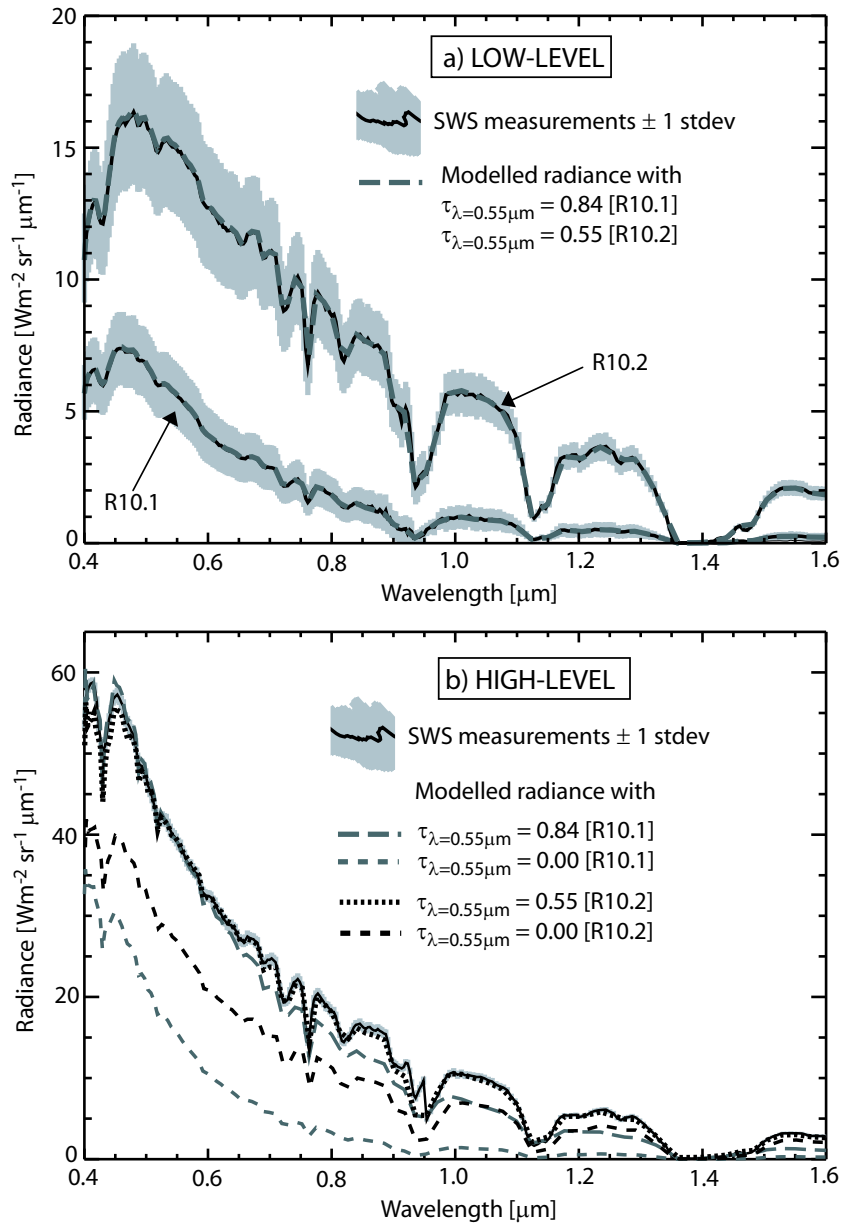 20
15
10
5
0
Radiance [Wm-2 sr-1 μm-1]
a) LOW-LEVEL
SWS measurements ± 1 stdev
Modelled radiance with
τλ=0.55μm = 0.84 [R10.1]
τλ=0.55μm = 0.55 [R10.2]
R10.2
R10.1
0.4 0.6 0.8 1.0 1.2 1.4 1.6
Wavelength [μm]
60
40
20
0
Radiance [Wm-2 sr-1 μm-1]
b) HIGH-LEVEL
SWS measurements ± 1 stdev
Modelled radiance with
τλ=0.55μm = 0.84 [R10.1]
τλ=0.55μm = 0.00 [R10.1]
τλ=0.55μm = 0.55 [R10.2]
τλ=0.55μm = 0.00 [R10.2]
0.4 0.6 0.8 1.0 1.2 1.4 1.6
Wavelength [μm]